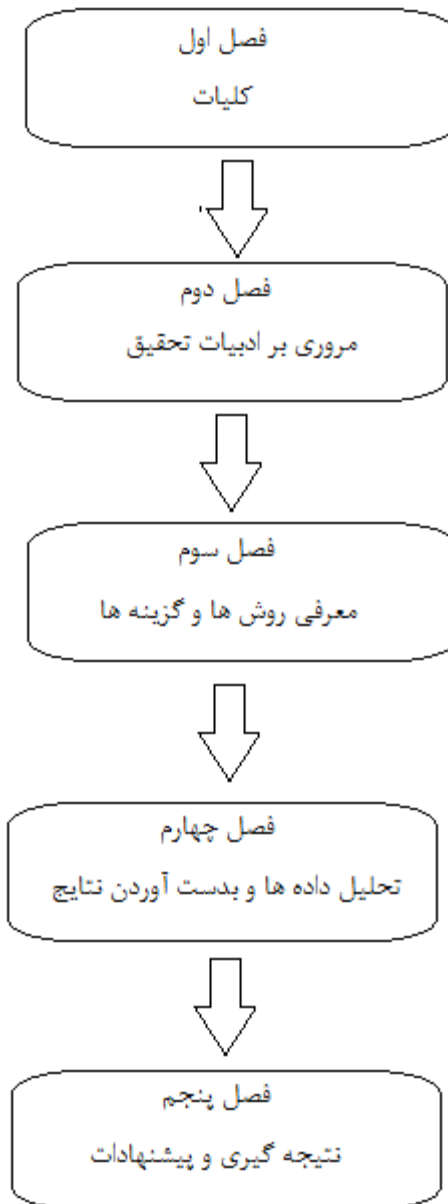 فصل اول
کلیات
فصل دوم
مروری بر ادبیات تحقیق
فصل سوم
معرفی روش ها و گزینه ها
فصل چهارم
تحلیل داده ها و بدست آوردن نتایج
فصل پنجم
نتیجه گیری و پیشنهادات